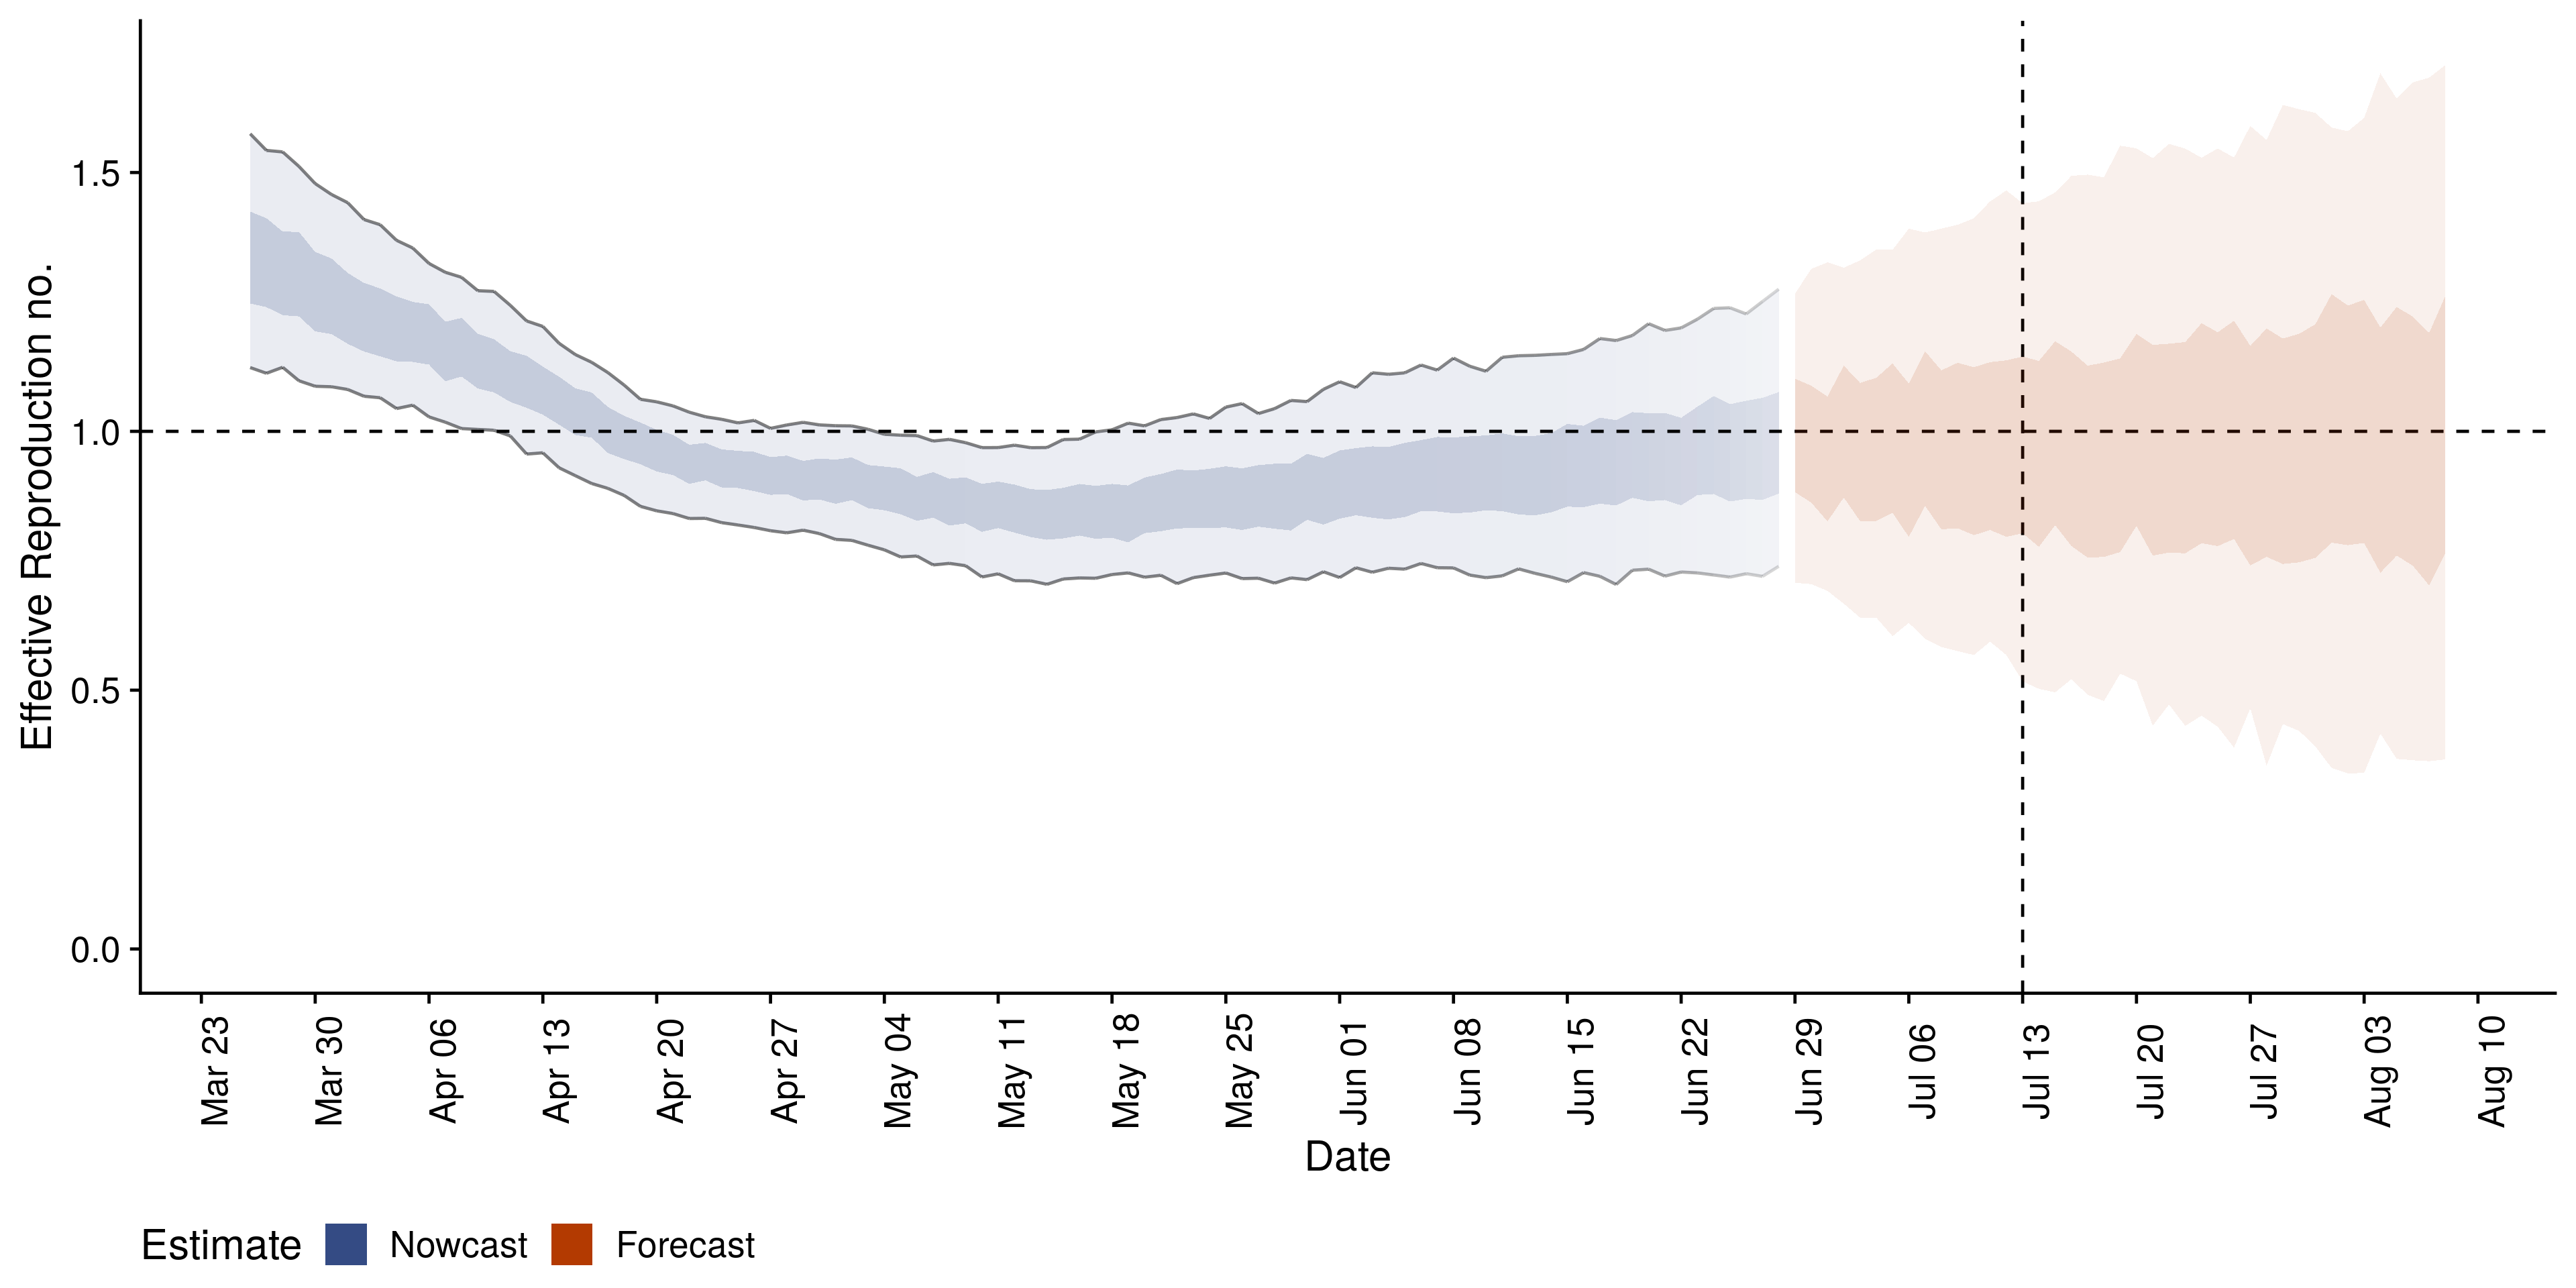 Effective Reproduction no.
1.5
1.0
0.5
0.0
Mar 23
Mar 30
Apr 06
Apr 13
Apr 20
Apr 27
May 04
May 11
May 18
May 25
Jun 01
Jun 08
Jun 15
Jun 22
Jun 29
Jul 06
Jul 13
Jul 20
Jul 27
Aug 03
Aug 10
Date
Estimate Nowcast Forecast